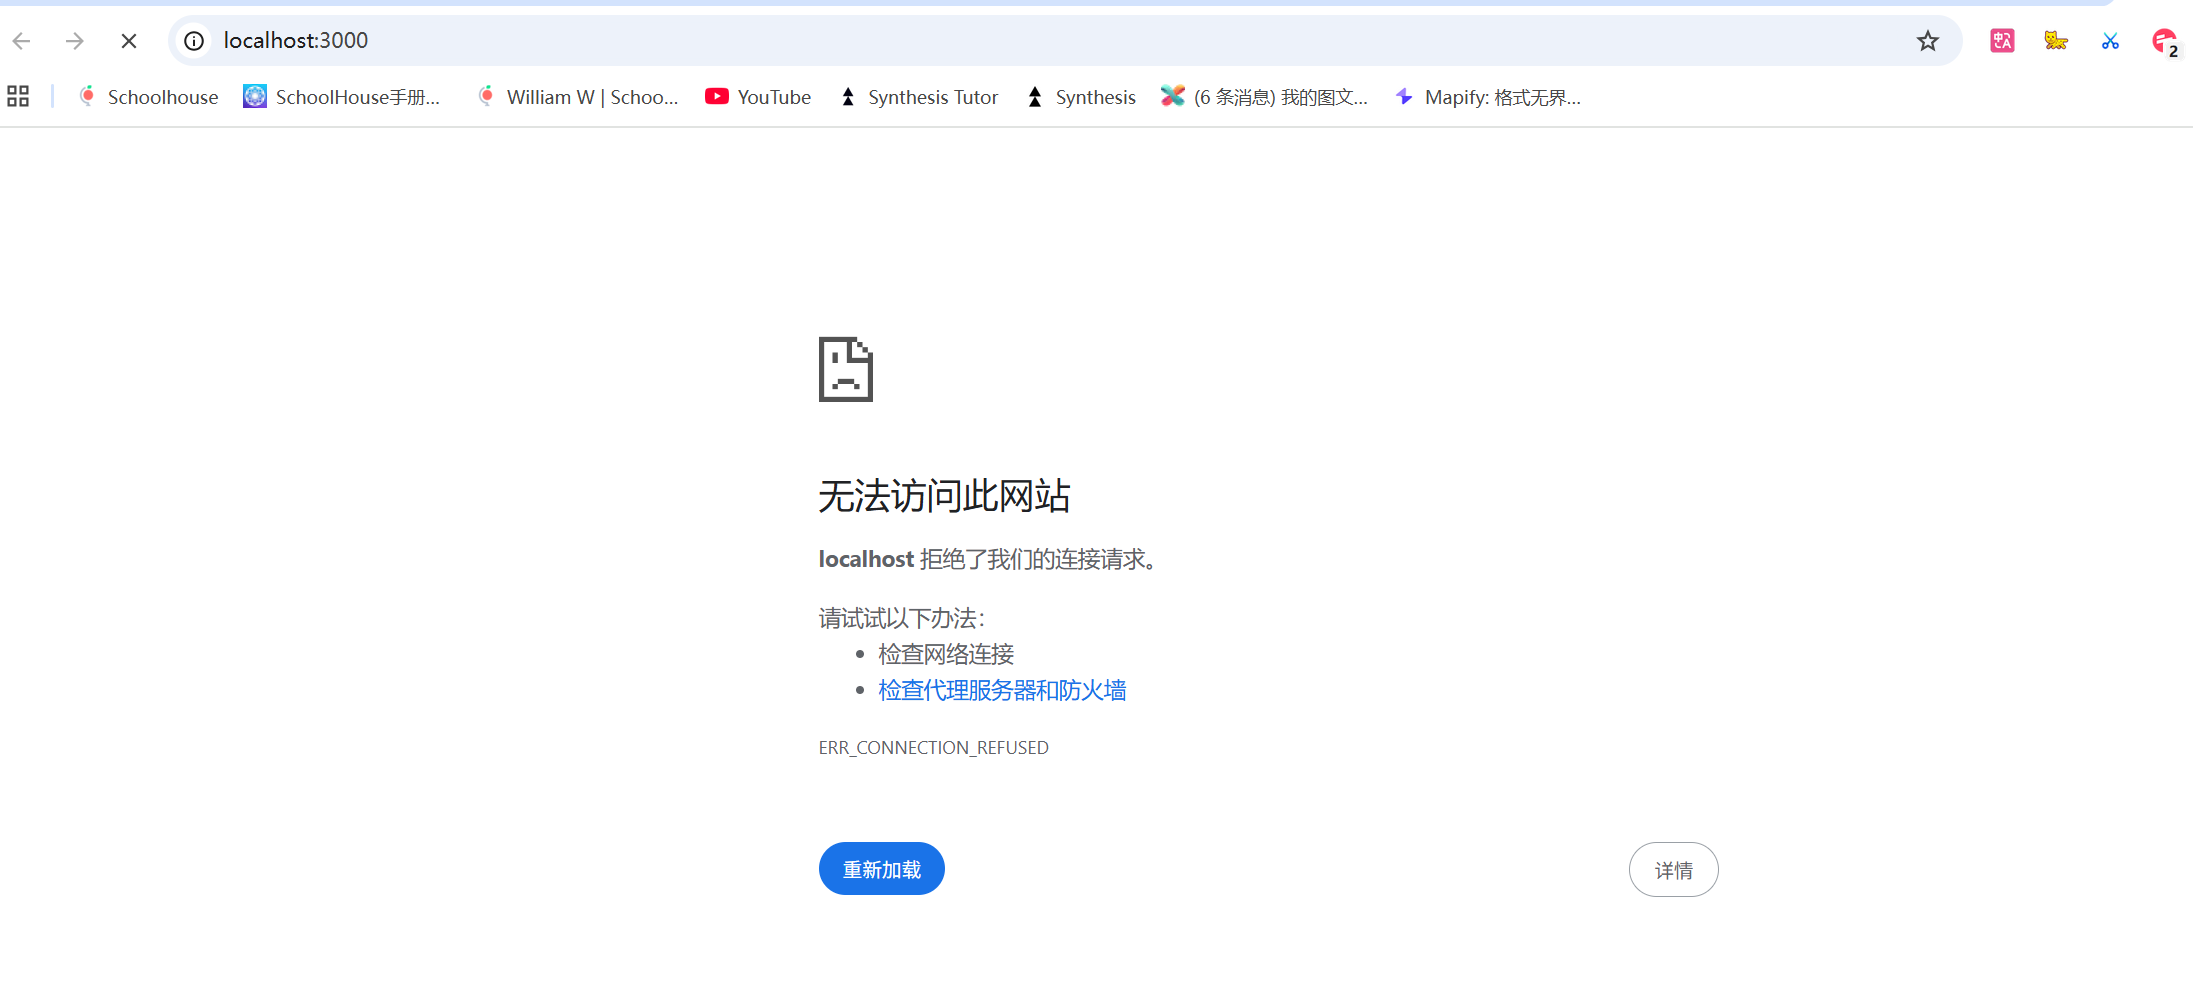 localhost:3000
中 A
2
Schoolhouse
SchoolHouse手册...
William W | Schoo...
YouTube
Synthesis Tutor
Synthesis
(6 条消息) 我的图文...
Mapify: 格式无界...
无法访问此网站
localhost 拒绝了我们的连接请求。
请试试以下办法：
• 检查网络连接
• 检查代理服务器和防火墙
ERR_CONNECTION_REFUSED
重新加载
详情